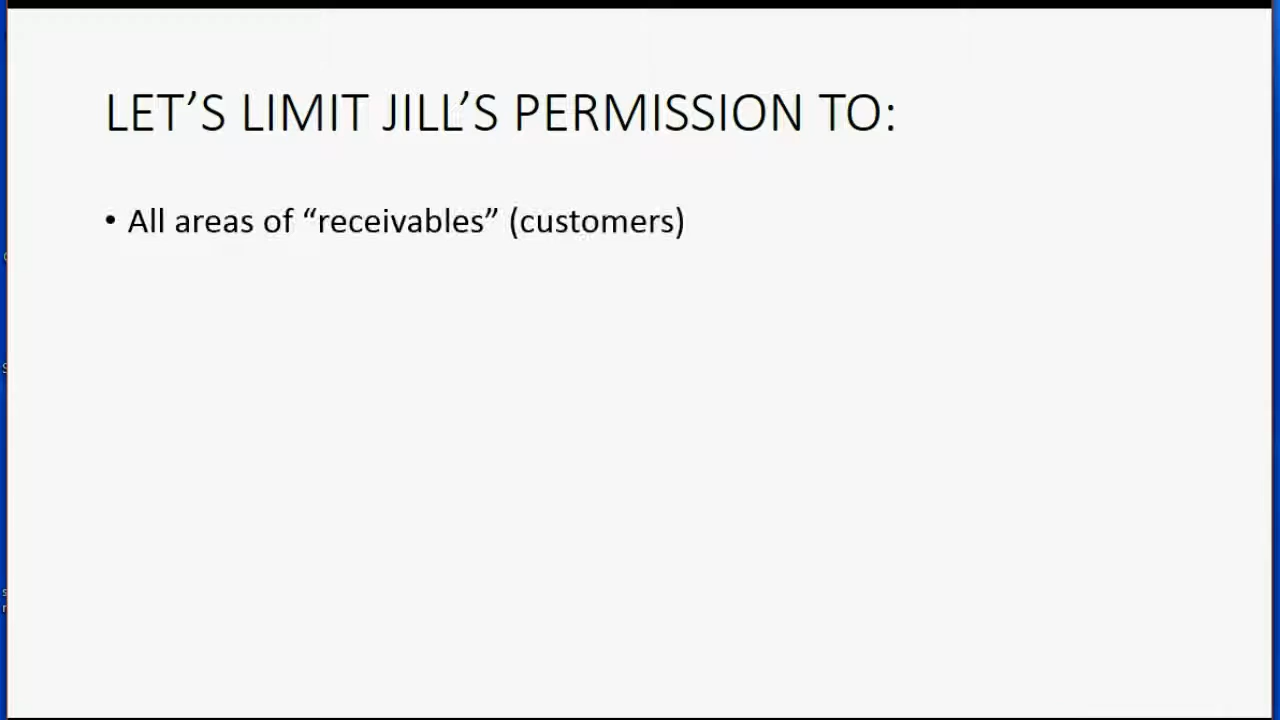 LET’S LIMIT JILL’S PERMISSION TO:
• All areas of “receivables” (customers)